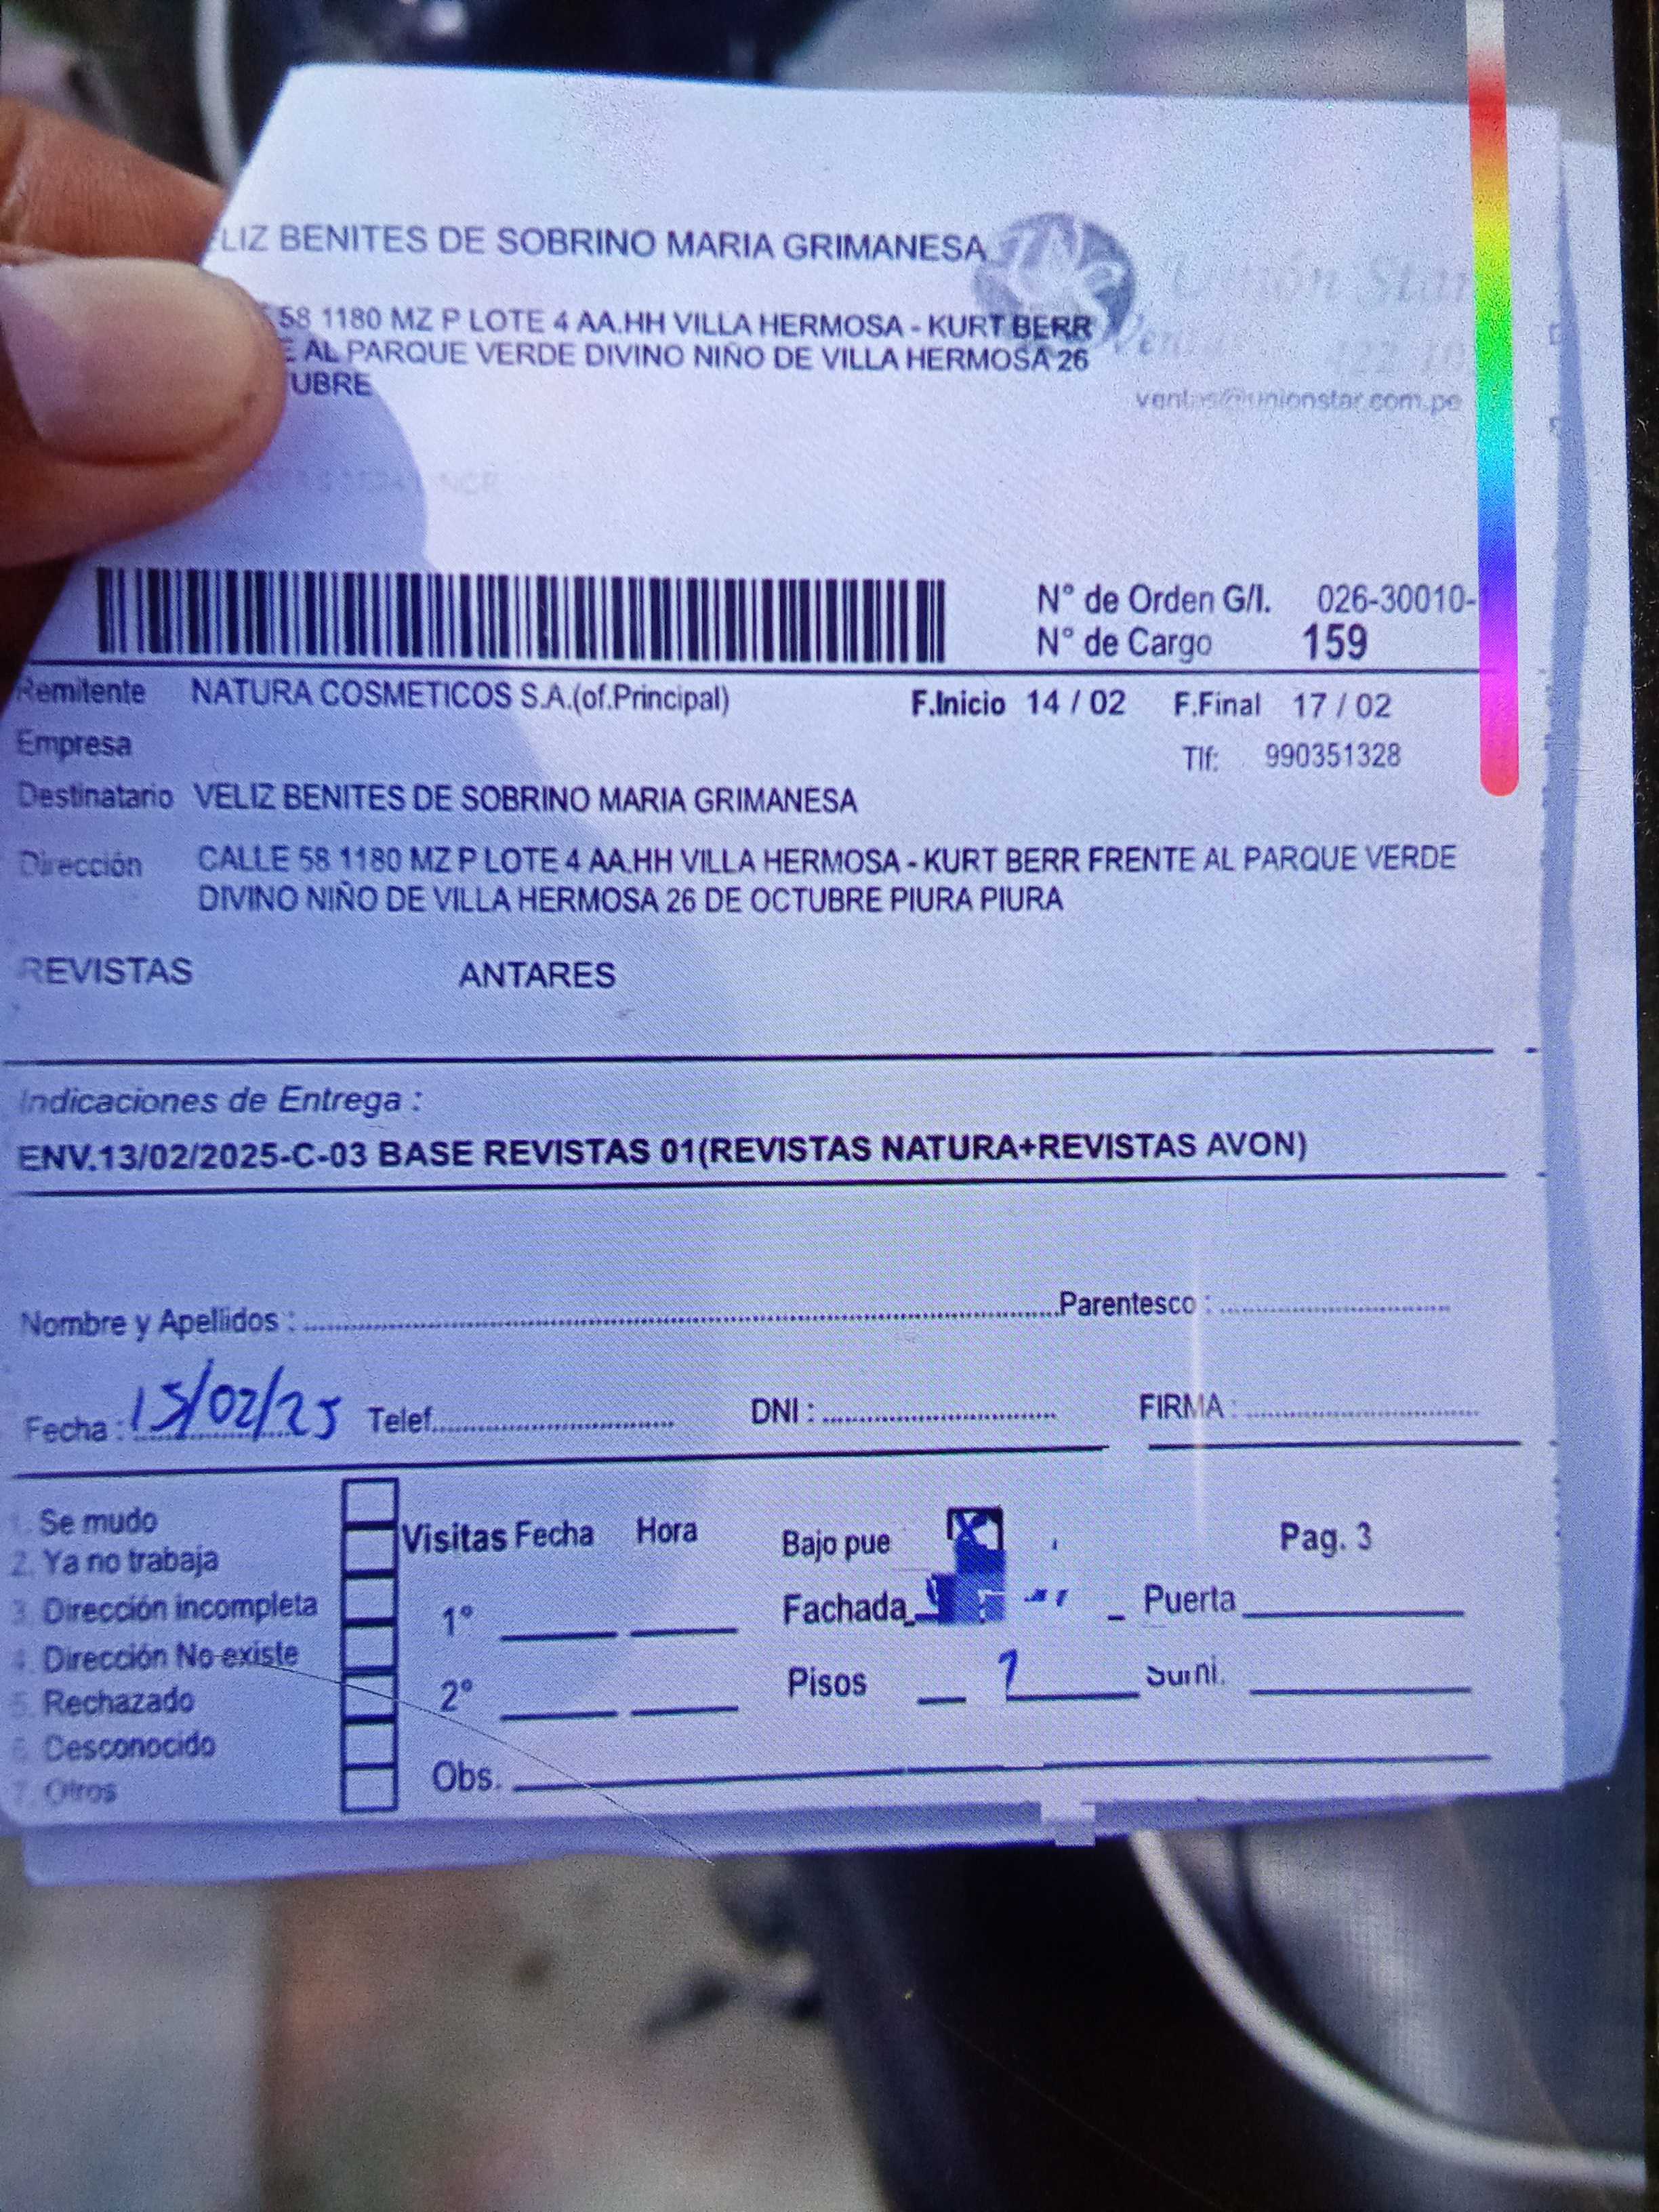 LIZ BENITES DE SOBRINO MARIA GRIMANESA
58 1180 MZ P LOTE 4 AA.HH VILLA HERMOSA - KURT BERR
E AL PARQUE VERDE DIVINO NIÑO DE VILLA HERMOSA 26
UBRE
Unión Star
ventas@unionstar.com.pe
N° de Orden G/I. 026-30010-
N° de Cargo 159
Remitente NATURA COSMETICOS S.A.(of.Principal) F.Inicio 14 / 02 F.Final 17 / 02
Empresa Tlf: 990351328
Destinatario VELIZ BENITES DE SOBRINO MARIA GRIMANESA
Dirección CALLE 58 1180 MZ P LOTE 4 AA.HH VILLA HERMOSA - KURT BERR FRENTE AL PARQUE VERDE
DIVINO NIÑO DE VILLA HERMOSA 26 DE OCTUBRE PIURA PIURA
REVISTAS ANTARES
Indicaciones de Entrega :
ENV.13/02/2025-C-03 BASE REVISTAS 01(REVISTAS NATURA+REVISTAS AVON)
Nombre y Apellidos : Parentesco :
Fecha : 15/02/25 Telef. DNI : FIRMA :
1. Se mudo
2. Ya no trabaja
3. Dirección incompleta
4. Dirección No existe
5. Rechazado
6. Desconocido
7. Otros
Visitas Fecha Hora
1°
2°
Obs.
Bajo pue X
Fachada
Pisos 1
Pag. 3
Puerta
Sumi.